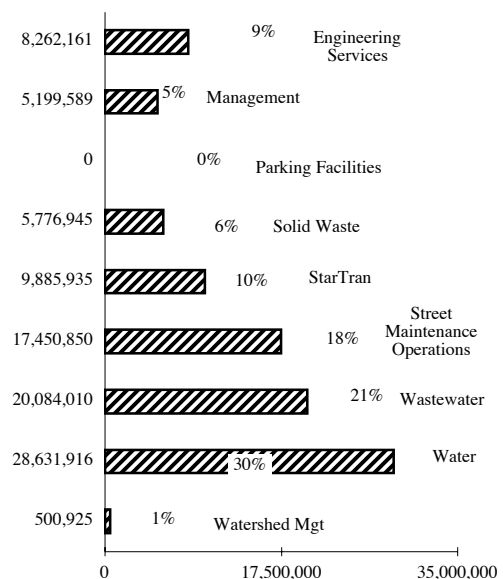 8,262,161 9% Engineering
Services
5,199,589 5% Management
0 0% Parking Facilities
5,776,945 6% Solid Waste
9,885,935 10% StarTran
17,450,850 18% Street
Maintenance
Operations
20,084,010 21% Wastewater
28,631,916 30% Water
500,925 1% Watershed Mgt
0 17,500,000 35,000,000